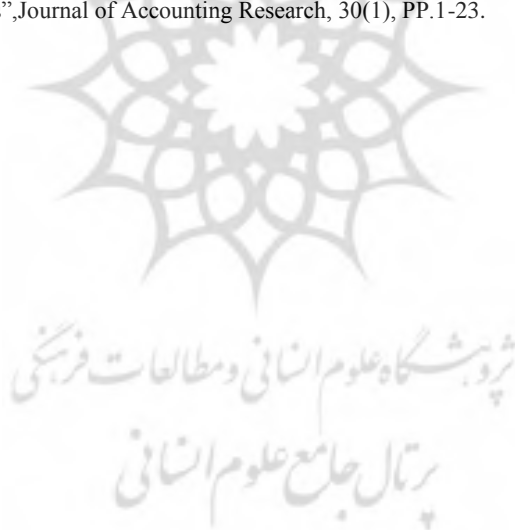 s”,Journal of Accounting Research, 30(1), PP.1-23.
پژوهشگاه علوم انسانی و مطالعات فرهنگی
پرتال جامع علوم انسانی